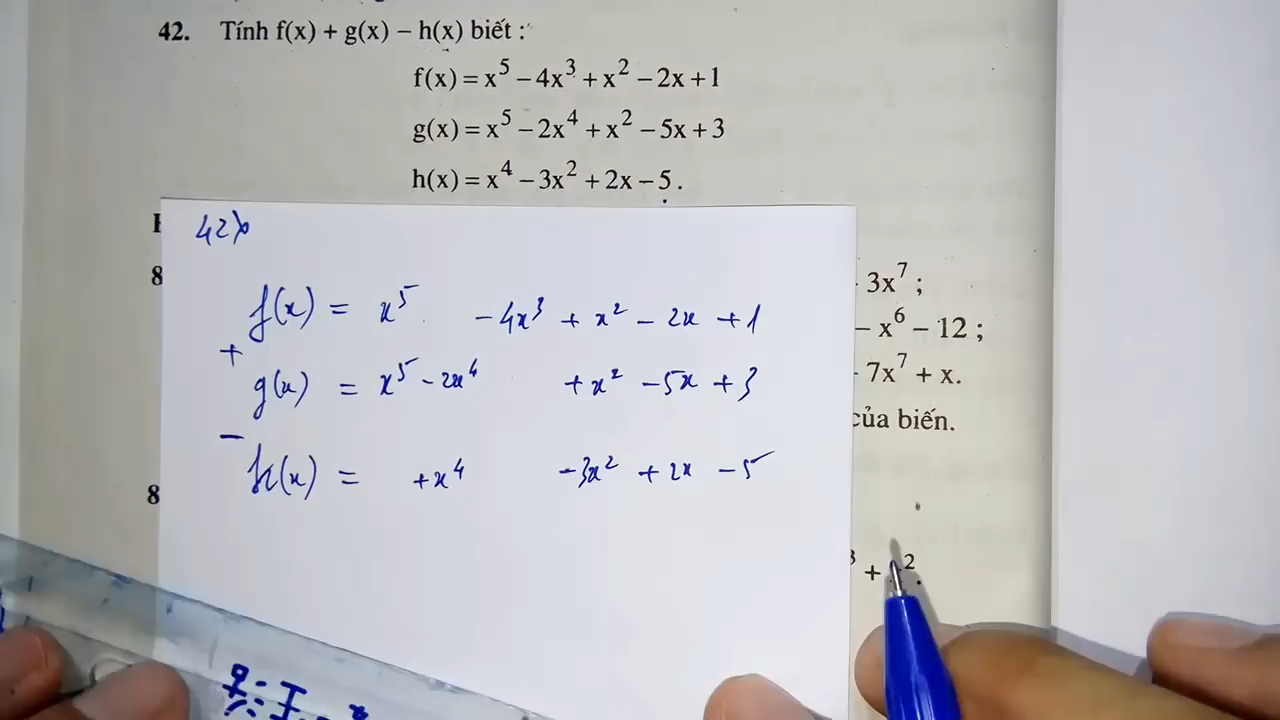 42. Tính f(x) + g(x) − h(x) biết :
f(x) = x⁵ − 4x³ + x² − 2x + 1
g(x) = x⁵ − 2x⁴ + x² − 5x + 3
h(x) = x⁴ − 3x² + 2x − 5 .
42)
8
3x⁷ ;
f(x) = x⁵ − 4x³ + x² − 2x + 1
− x⁶ − 12 ;
+
g(x) = x⁵ − 2x⁴ + x² − 5x + 3
7x⁷ + x.
của biến.
−
h(x) = + x⁴ − 3x² + 2x − 5
8